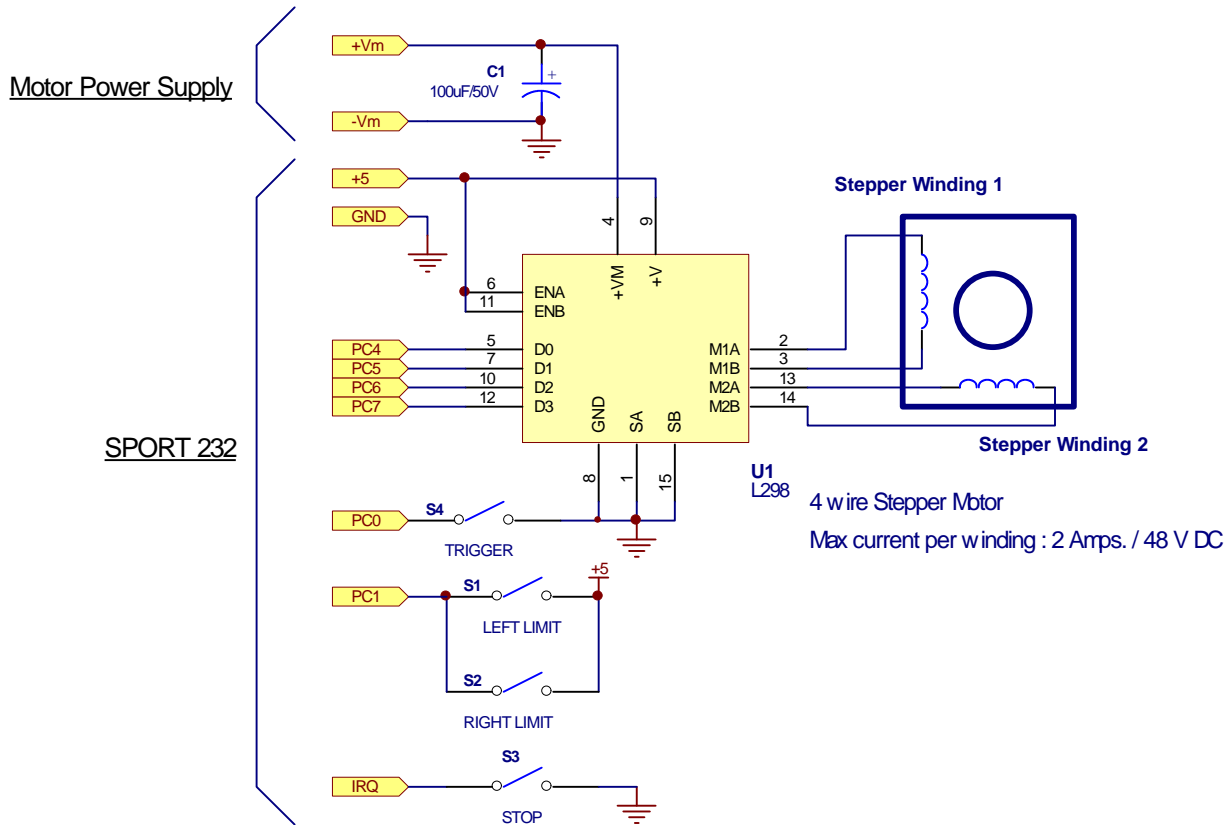 +Vm
C1
+
100uF/50V
Motor Power Supply
-Vm
+5
Stepper Winding 1
GND
4
9
+VM
+V
6
ENA
11
ENB
PC4
5
D0
M1A
2
PC5
7
D1
M1B
3
PC6
10
D2
M2A
13
PC7
12
D3
M2B
14
GND
SA
SB
SPORT 232
Stepper Winding 2
8
1
15
U1
L298
4 wire Stepper Motor
PC0
S4
TRIGGER
Max current per winding : 2 Amps. / 48 V DC
+5
PC1
S1
LEFT LIMIT
S2
RIGHT LIMIT
S3
IRQ
STOP